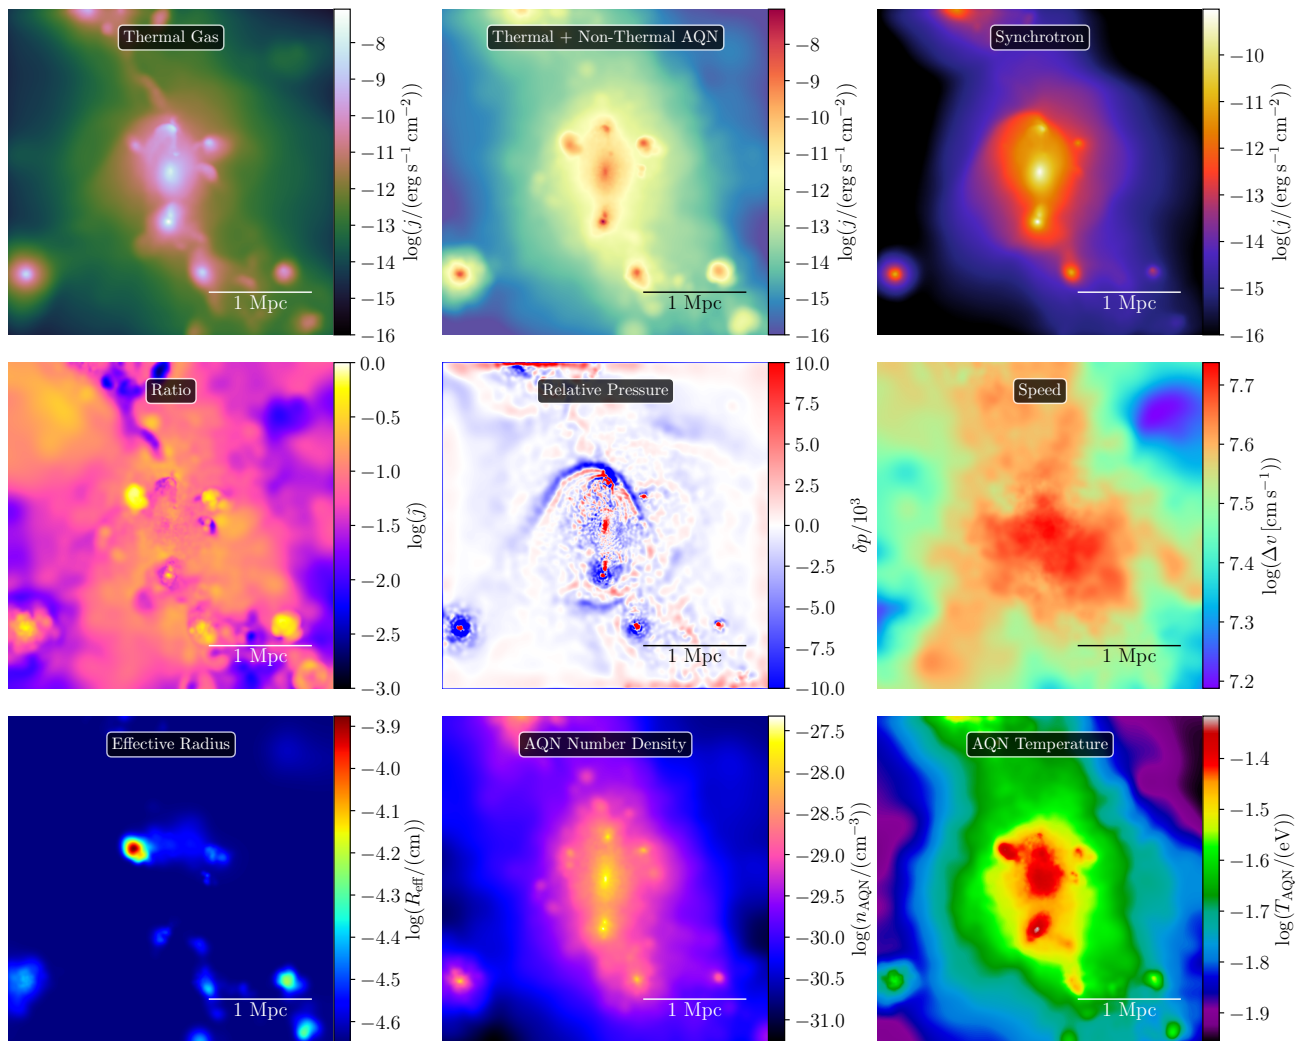 Thermal Gas
1 Mpc
−8
−9
−10
−11
−12
−13
−14
−15
−16
log(j/(erg s⁻¹ cm⁻²))
Thermal + Non-Thermal AQN
1 Mpc
−8
−9
−10
−11
−12
−13
−14
−15
−16
log(j/(erg s⁻¹ cm⁻²))
Synchrotron
1 Mpc
−10
−11
−12
−13
−14
−15
−16
log(j/(erg s⁻¹ cm⁻²))
Ratio
1 Mpc
0.0
−0.5
−1.0
−1.5
−2.0
−2.5
−3.0
log(j̃)
Relative Pressure
1 Mpc
10.0
7.5
5.0
2.5
0.0
−2.5
−5.0
−7.5
−10.0
δp/10³
Speed
1 Mpc
7.7
7.6
7.5
7.4
7.3
7.2
log(Δv [cm s⁻¹))
Effective Radius
1 Mpc
−3.9
−4.0
−4.1
−4.2
−4.3
−4.4
−4.5
−4.6
log(R_eff/(cm))
AQN Number Density
1 Mpc
−27.5
−28.0
−28.5
−29.0
−29.5
−30.0
−30.5
−31.0
log(n_AQN/(cm⁻³))
AQN Temperature
1 Mpc
−1.4
−1.5
−1.6
−1.7
−1.8
−1.9
log(T_AQN/(eV))